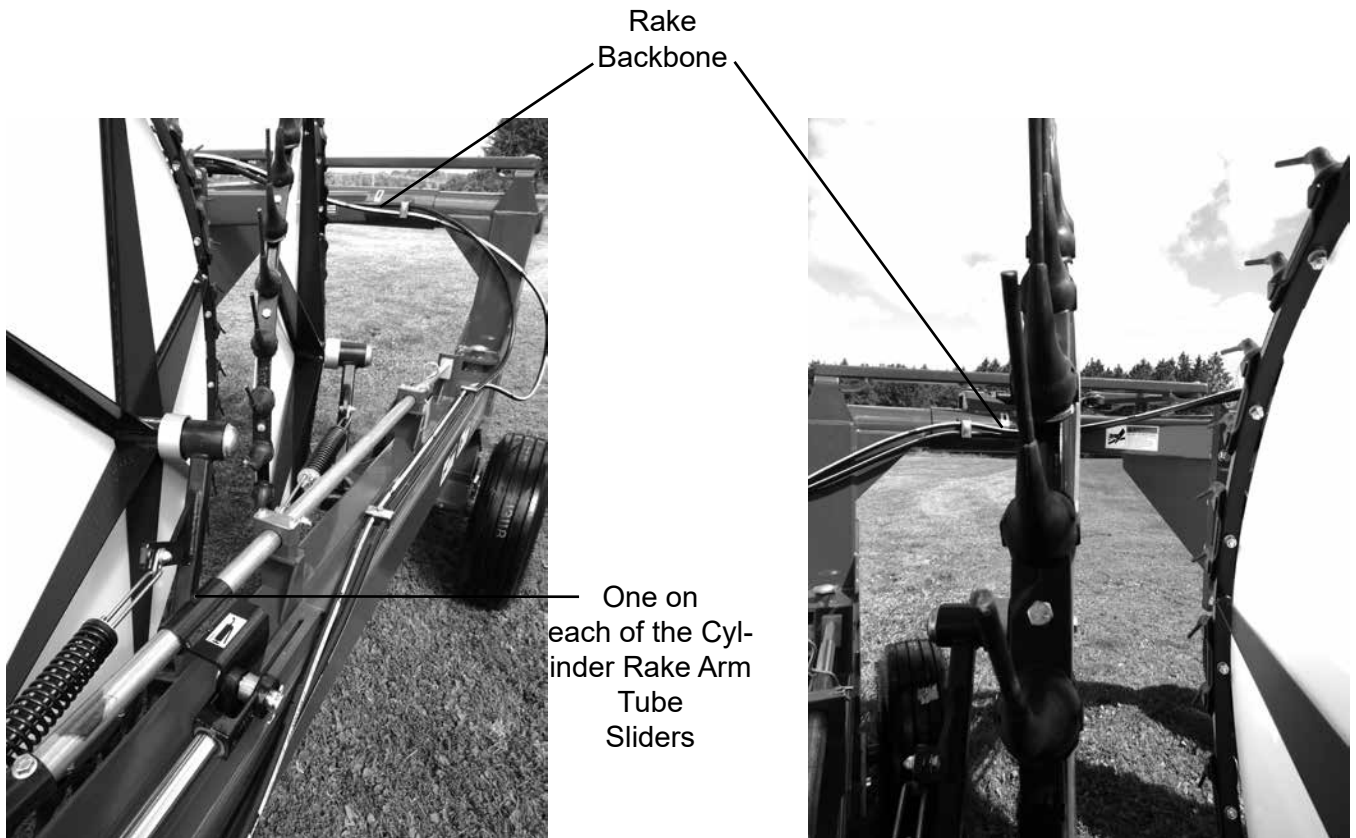 Rake
Backbone
One on
each of the Cyl-
inder Rake Arm
Tube
Sliders